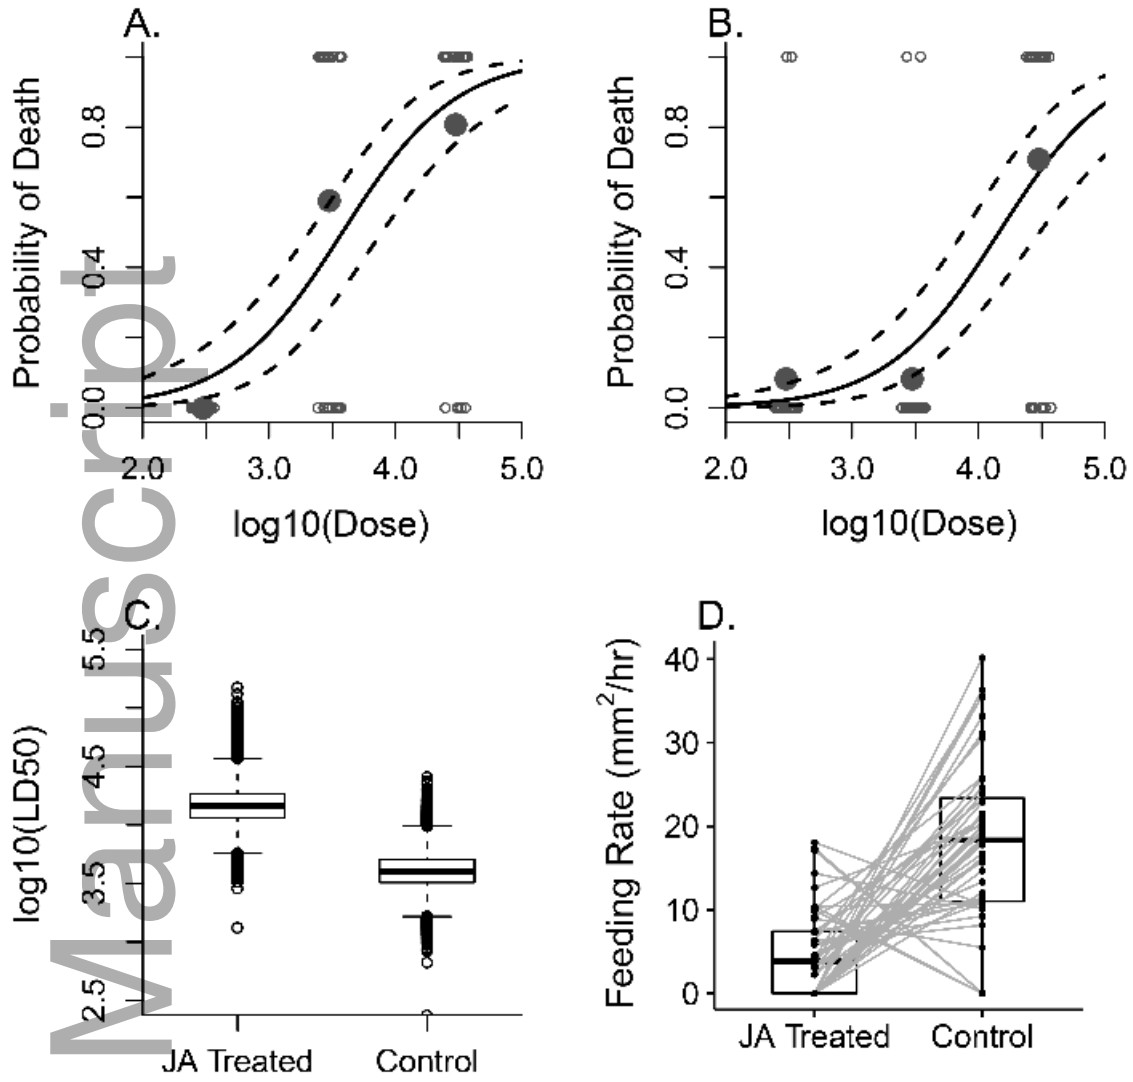 A.
Probability of Death
0.0 0.4 0.8
2.0 3.0 4.0 5.0
log10(Dose)
B.
Probability of Death
0.0 0.4 0.8
2.0 3.0 4.0 5.0
log10(Dose)
C.
log10(LD50)
2.5 3.5 4.5 5.5
JA Treated Control
D.
Feeding Rate (mm²/hr)
40
30
20
10
0
JA Treated Control
Manuscript